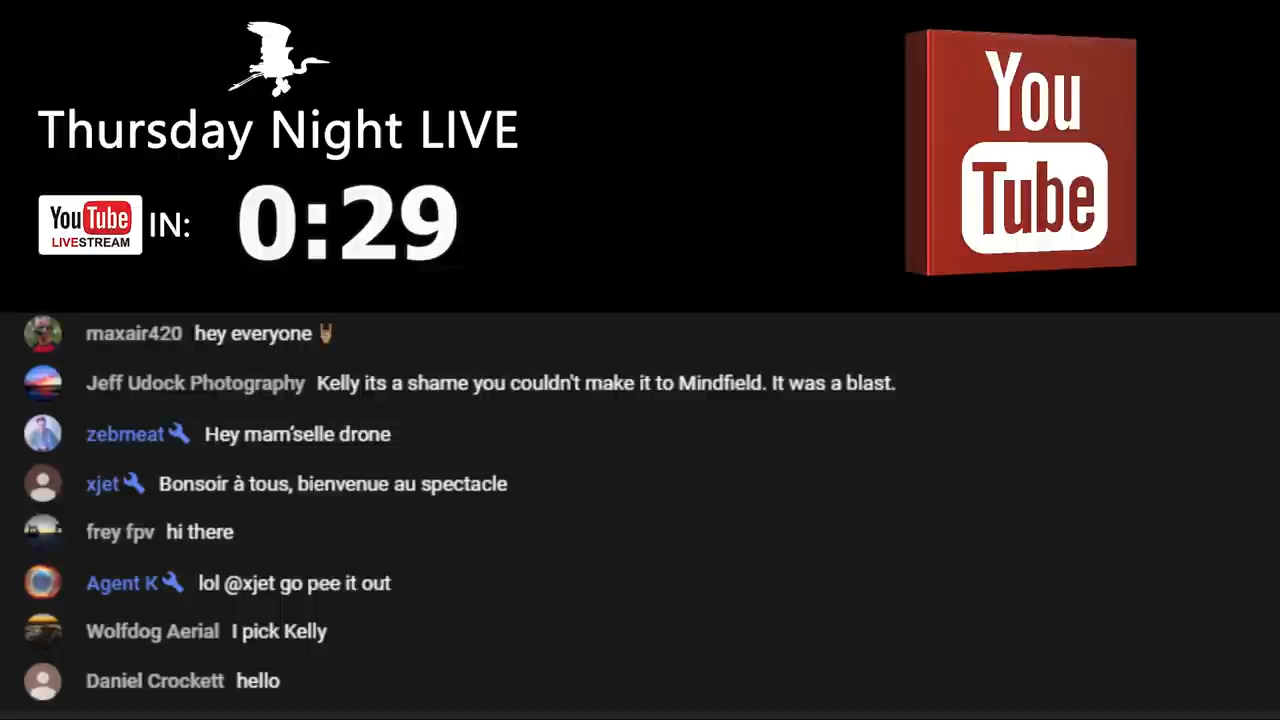 Thursday Night LIVE
YouTube
LIVESTREAM
IN:
0:29
You
Tube
maxair420 hey everyone 🤘🏽
Jeff Udock Photography Kelly its a shame you couldn't make it to Mindfield. It was a blast.
zebmeat Hey mam'selle drone
xjet Bonsoir à tous, bienvenue au spectacle
frey fpv hi there
Agent K lol @xjet go pee it out
Wolfdog Aerial I pick Kelly
Daniel Crockett hello